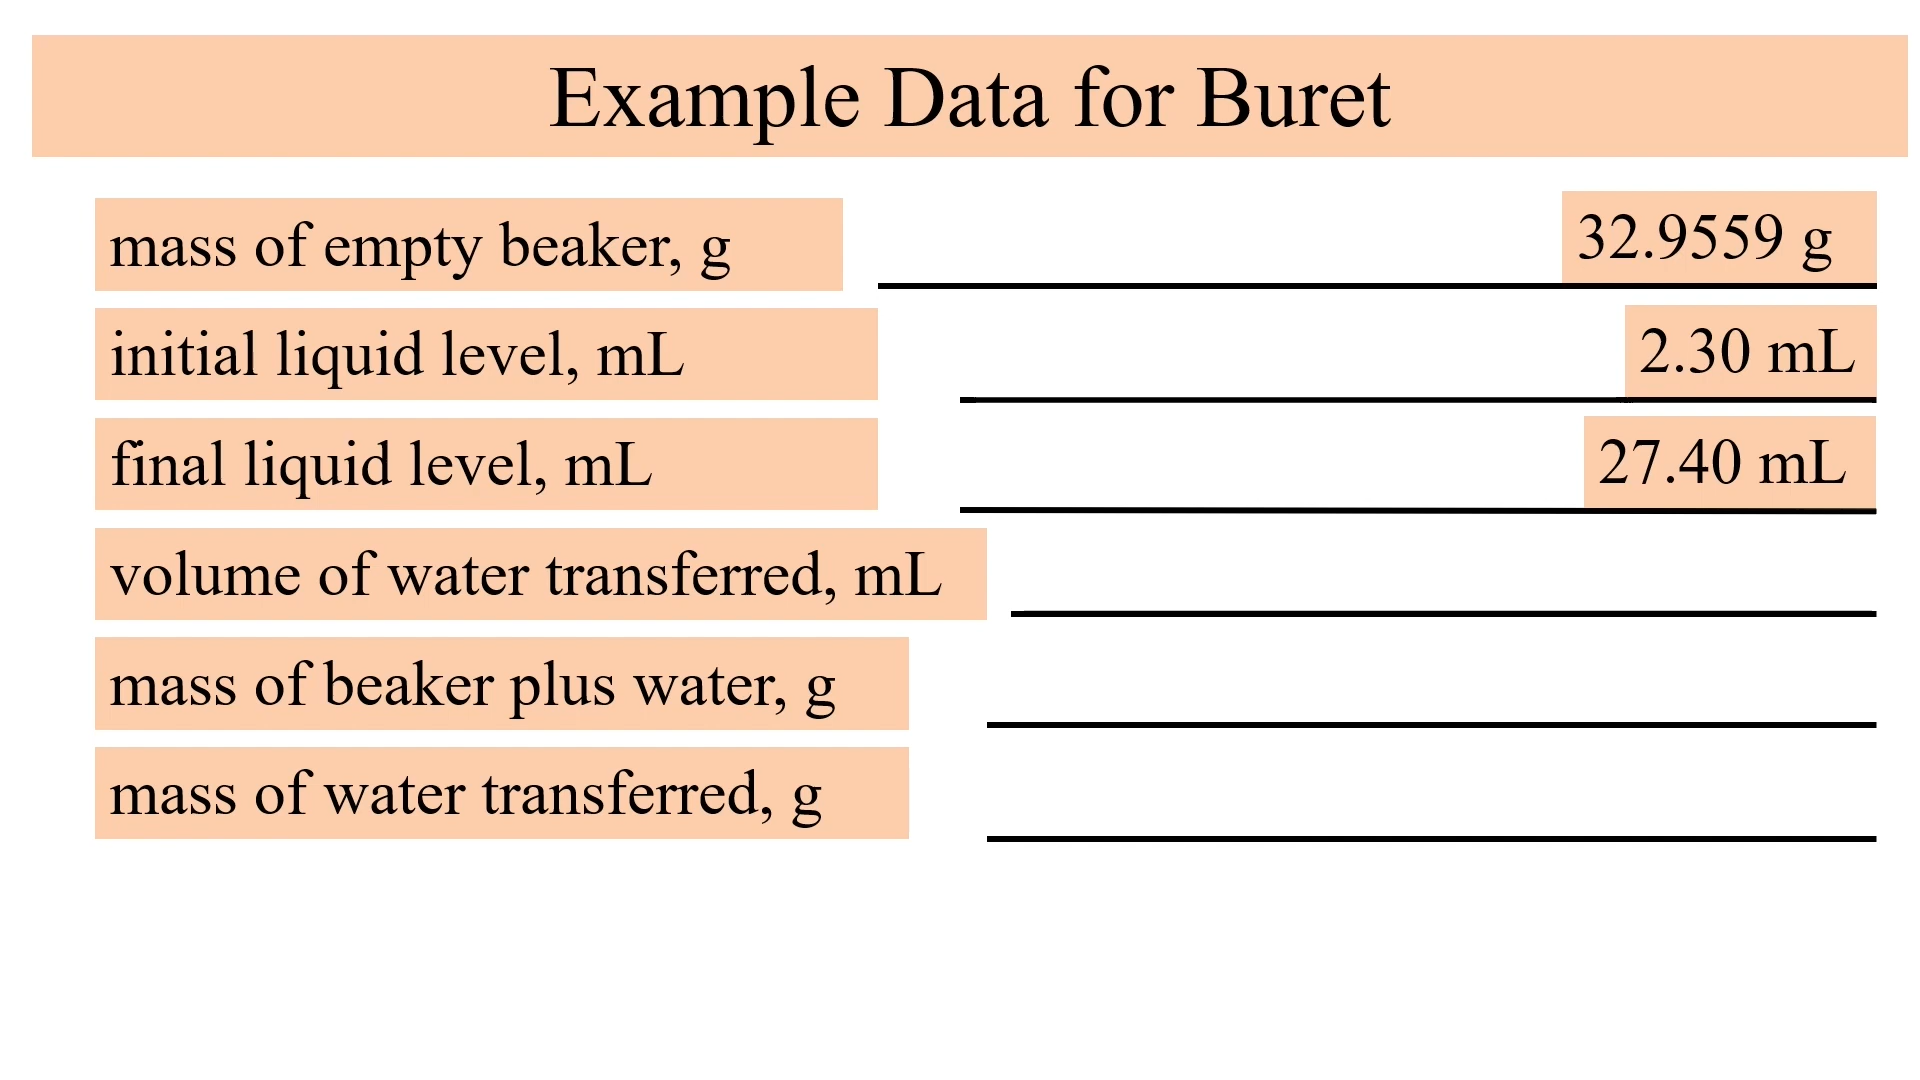 Example Data for Buret
mass of empty beaker, g 32.9559 g
initial liquid level, mL 2.30 mL
final liquid level, mL 27.40 mL
volume of water transferred, mL
mass of beaker plus water, g
mass of water transferred, g